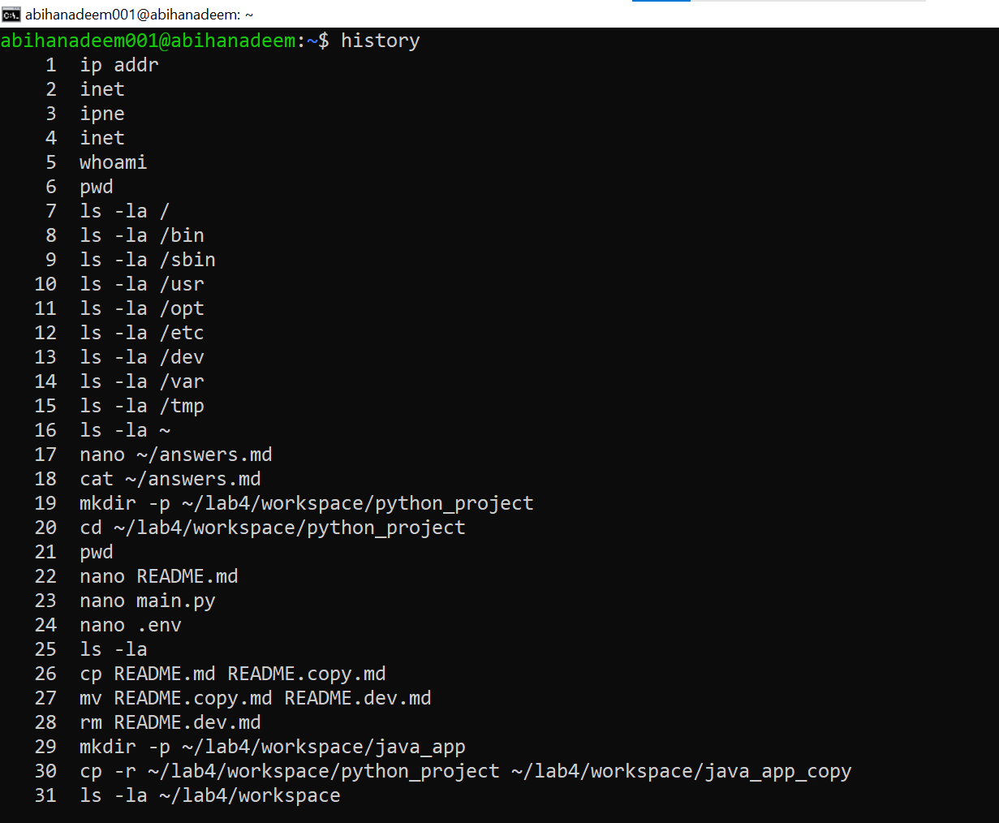 abihanadeem001@abihanadeem: ~
abihanadeem001@abihanadeem:~$ history
1 ip addr
2 inet
3 ipne
4 inet
5 whoami
6 pwd
7 ls -la /
8 ls -la /bin
9 ls -la /sbin
10 ls -la /usr
11 ls -la /opt
12 ls -la /etc
13 ls -la /dev
14 ls -la /var
15 ls -la /tmp
16 ls -la ~
17 nano ~/answers.md
18 cat ~/answers.md
19 mkdir -p ~/lab4/workspace/python_project
20 cd ~/lab4/workspace/python_project
21 pwd
22 nano README.md
23 nano main.py
24 nano .env
25 ls -la
26 cp README.md README.copy.md
27 mv README.copy.md README.dev.md
28 rm README.dev.md
29 mkdir -p ~/lab4/workspace/java_app
30 cp -r ~/lab4/workspace/python_project ~/lab4/workspace/java_app_copy
31 ls -la ~/lab4/workspace